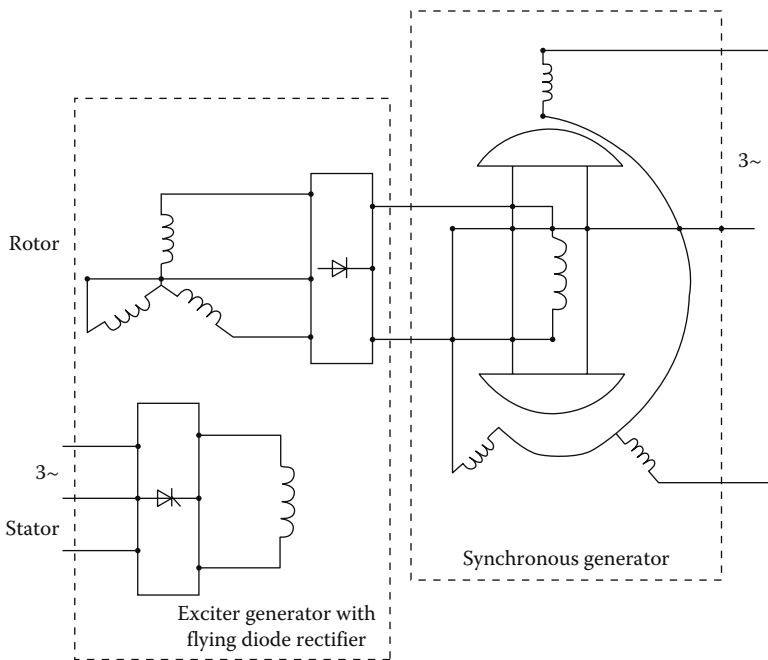 3~
Rotor
3~
Stator
Synchronous generator
Exciter generator with
flying diode rectifier